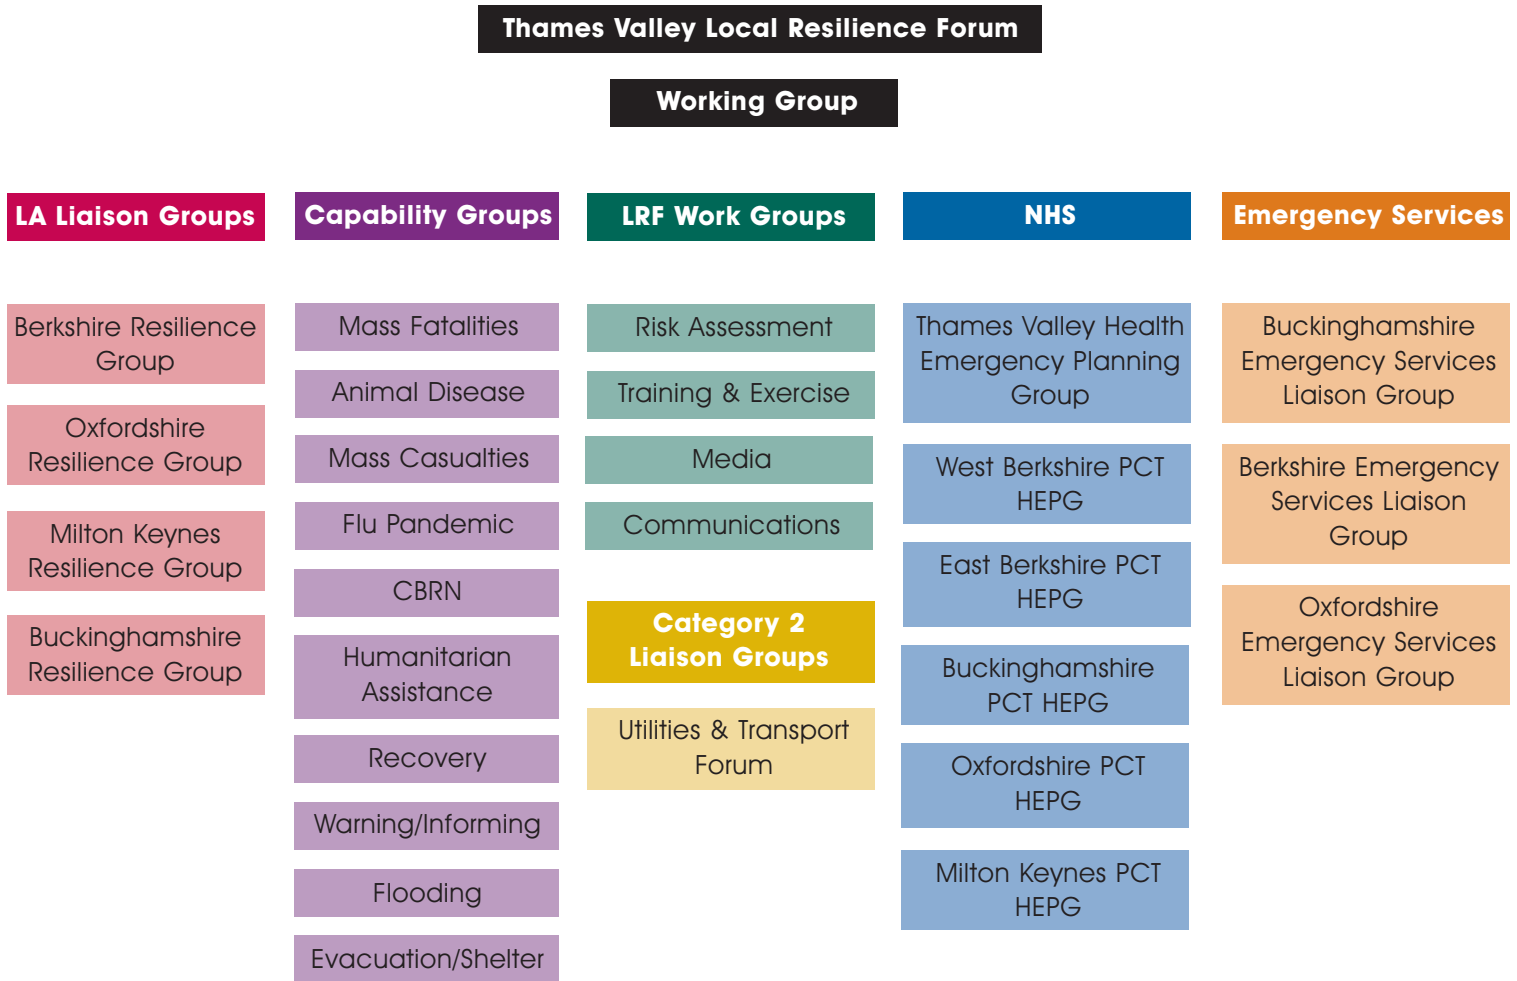 Thames Valley Local Resilience Forum
Working Group
LA Liaison Groups
Berkshire Resilience
Group
Oxfordshire
Resilience Group
Milton Keynes
Resilience Group
Buckinghamshire
Resilience Group
Capability Groups
Mass Fatalities
Animal Disease
Mass Casualties
Flu Pandemic
CBRN
Humanitarian
Assistance
Recovery
Warning/Informing
Flooding
Evacuation/Shelter
LRF Work Groups
Risk Assessment
Training & Exercise
Media
Communications
Category 2
Liaison Groups
Utilities & Transport
Forum
NHS
Thames Valley Health
Emergency Planning
Group
West Berkshire PCT
HEPG
East Berkshire PCT
HEPG
Buckinghamshire
PCT HEPG
Oxfordshire PCT
HEPG
Milton Keynes PCT
HEPG
Emergency Services
Buckinghamshire
Emergency Services
Liaison Group
Berkshire Emergency
Services Liaison
Group
Oxfordshire
Emergency Services
Liaison Group